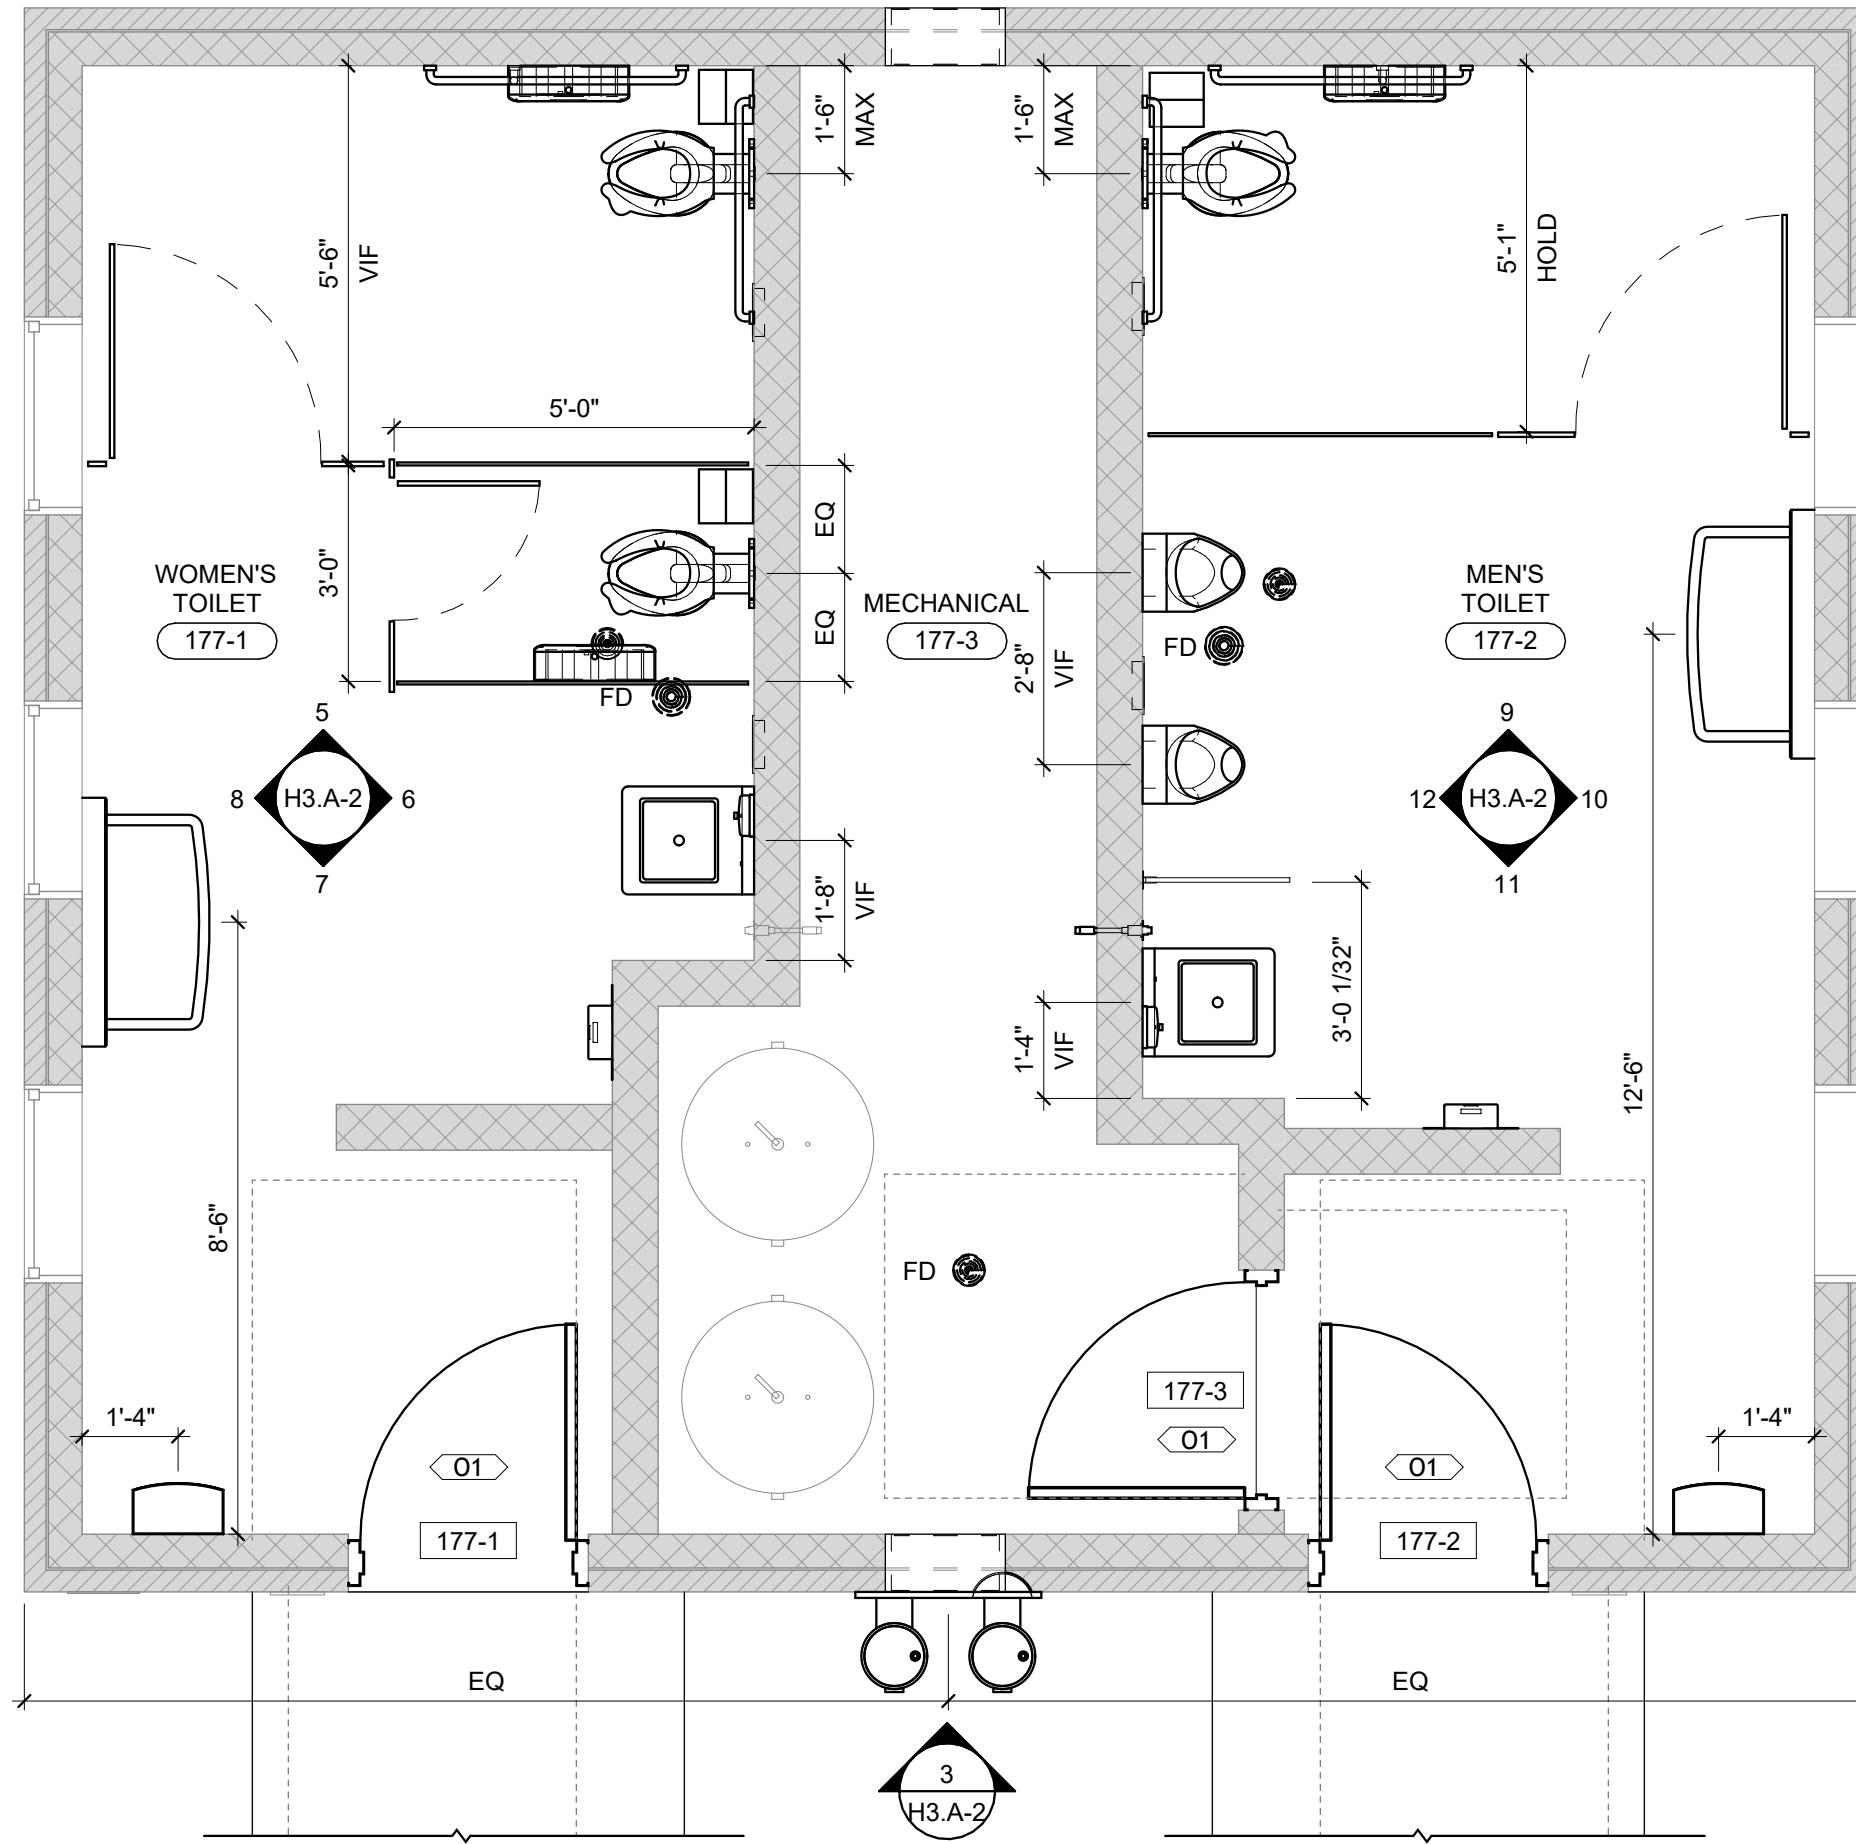 1'-6"
MAX
1'-6"
MAX
5'-6"
VIF
5'-1"
HOLD
5'-0"
EQ
3'-0"
EQ
WOMEN'S
TOILET
177-1
MECHANICAL
177-3
MEN'S
TOILET
177-2
2'-8"
VIF
FD
FD
5
8
H3.A-2
6
7
9
12
H3.A-2
10
11
1'-8"
VIF
3'-0 1/32"
1'-4"
VIF
12'-6"
8'-6"
FD
177-3
01
1'-4"
1'-4"
01
01
177-1
177-2
EQ
EQ
3
H3.A-2